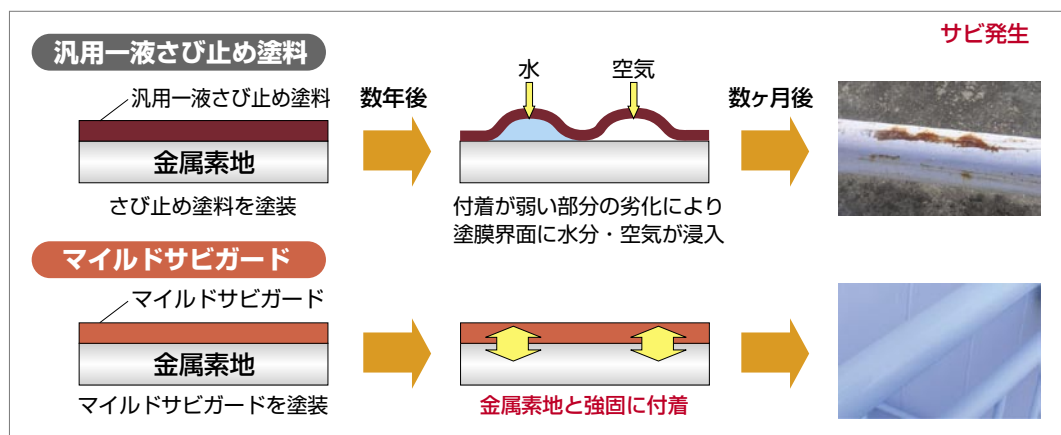 サビ発生
汎用一液さび止め塗料
汎用一液さび止め塗料
金属素地
さび止め塗料を塗装
数年後
水
空気
付着が弱い部分の劣化により
塗膜界面に水分・空気が浸入
数ヶ月後
マイルドサビガード
マイルドサビガード
金属素地
マイルドサビガードを塗装
金属素地と強固に付着